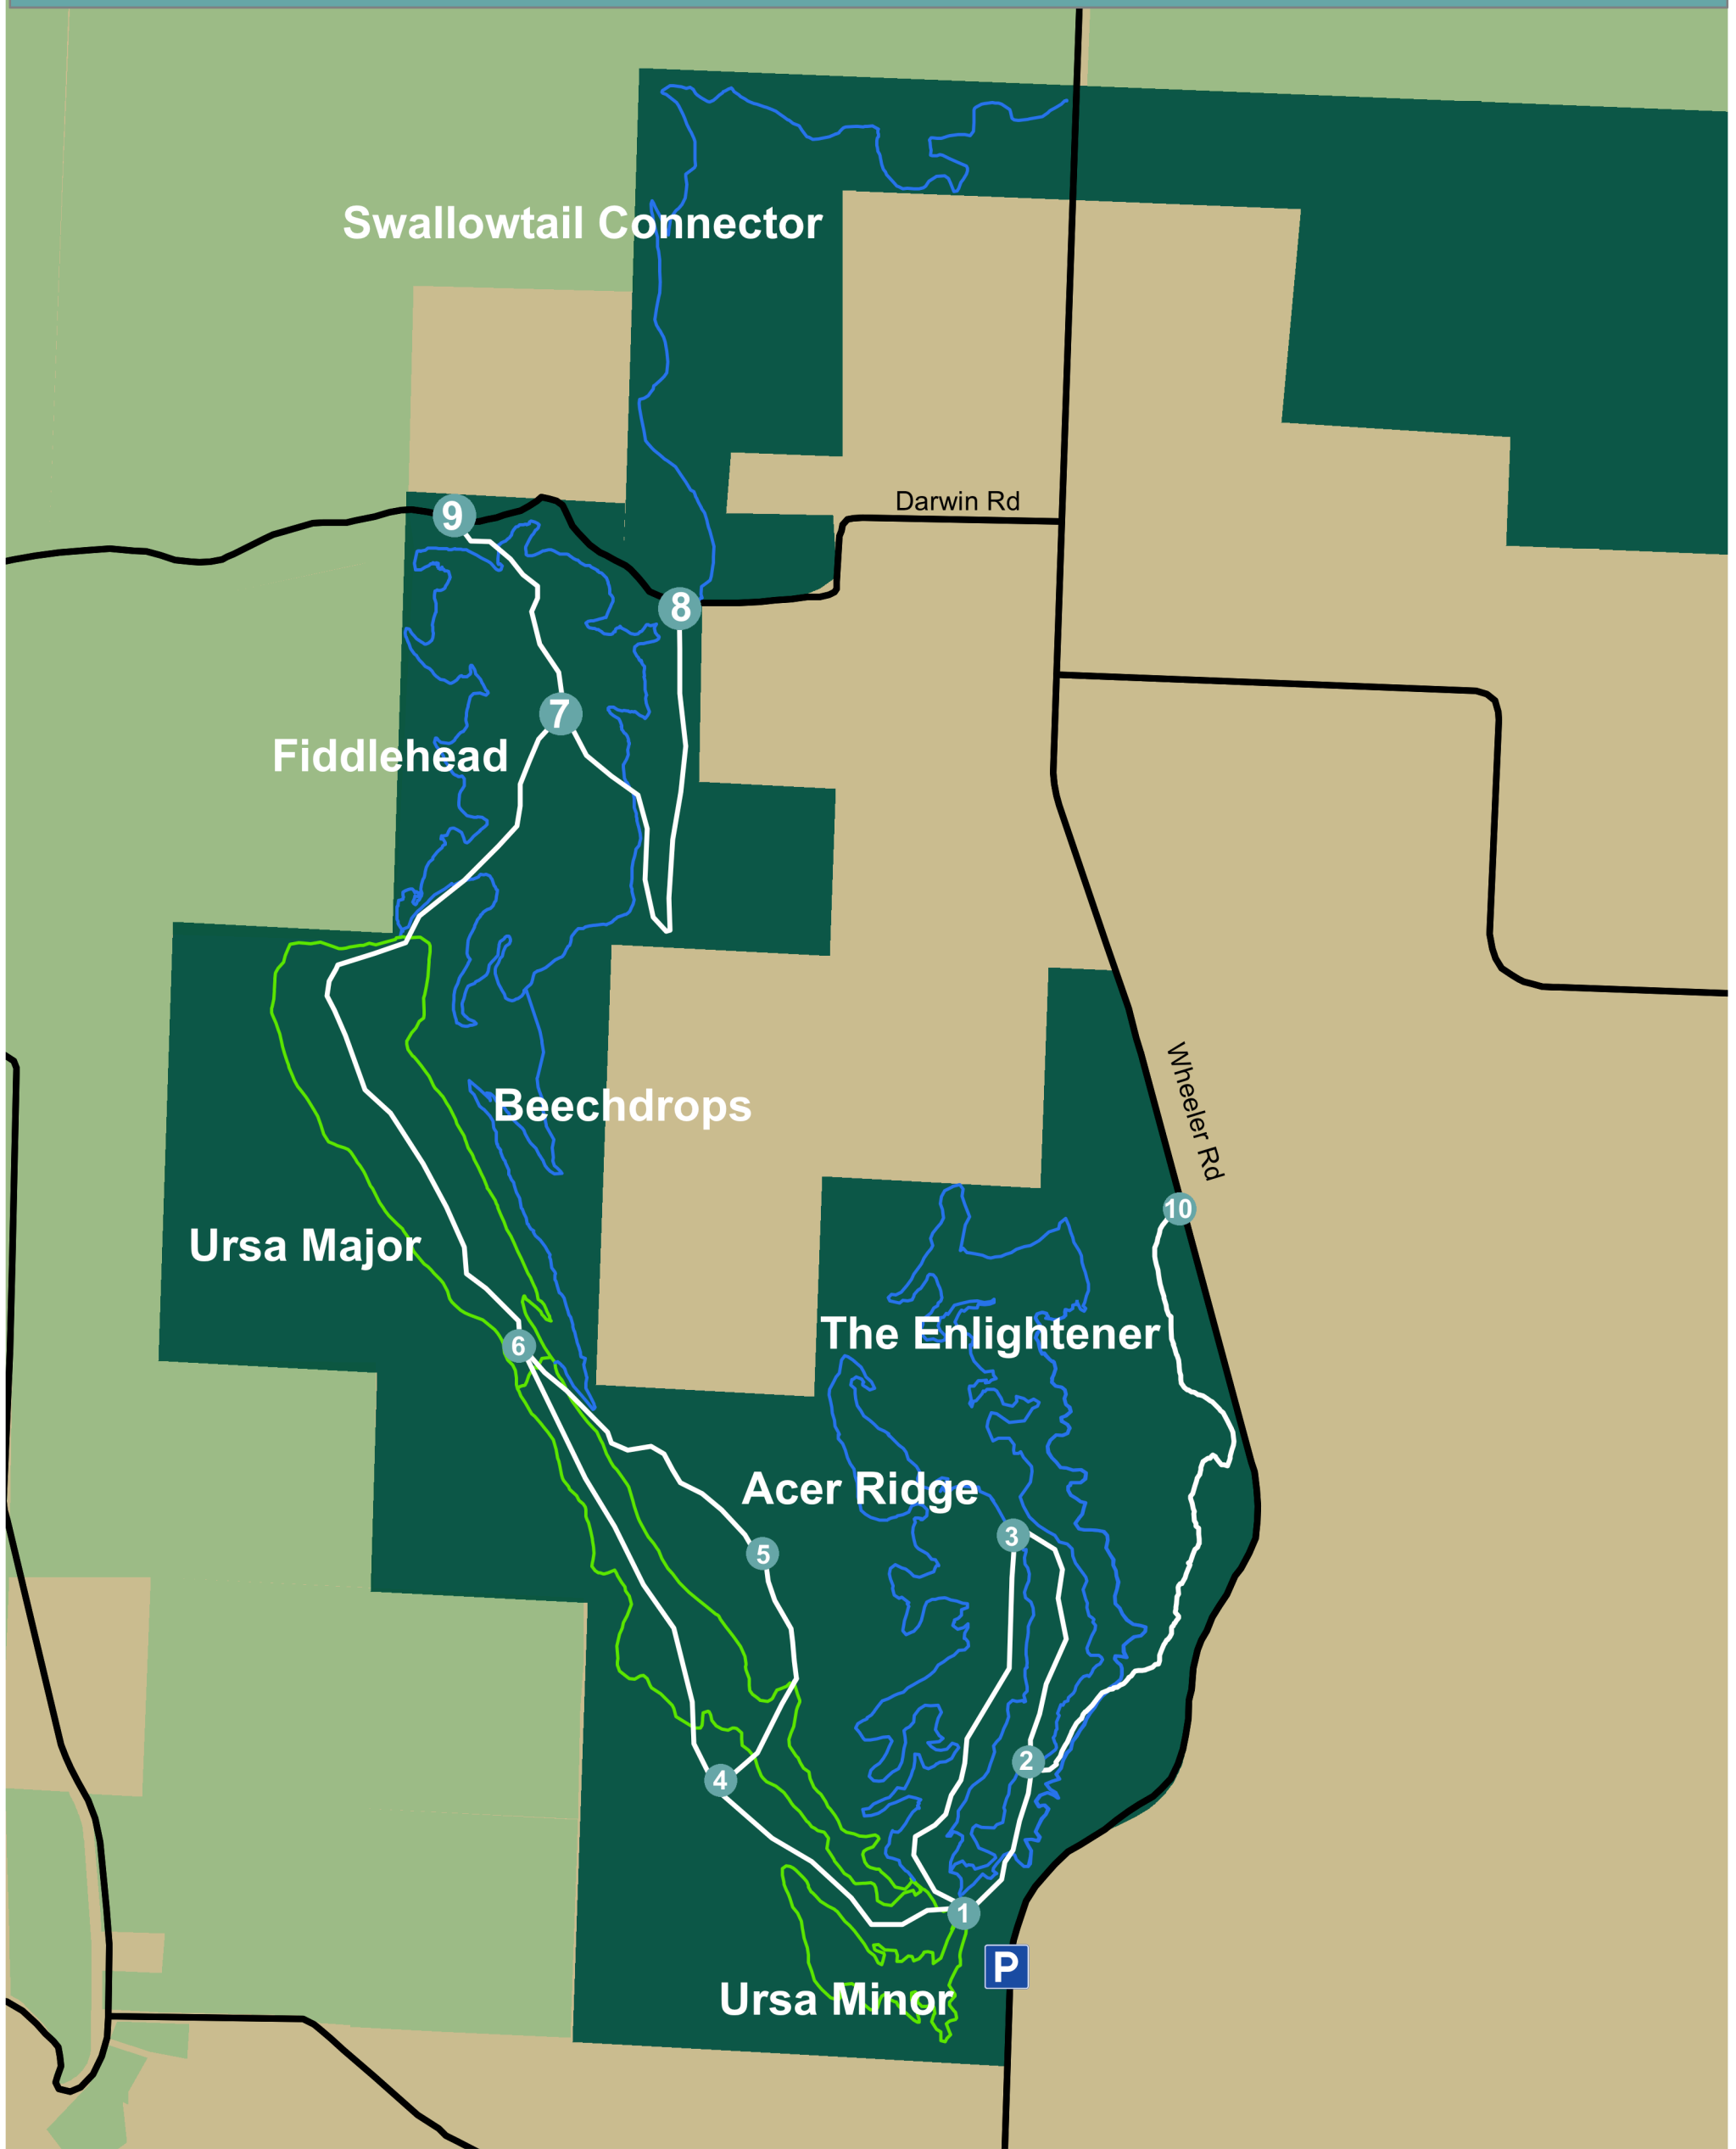 Swallowtail Connector
Darwin Rd
9
8
7
Fiddlehead
Wheeler Rd
Beechdrops
10
Ursa Major
The Enlightener
6
Acer Ridge
3
5
2
4
1
P
Ursa Minor